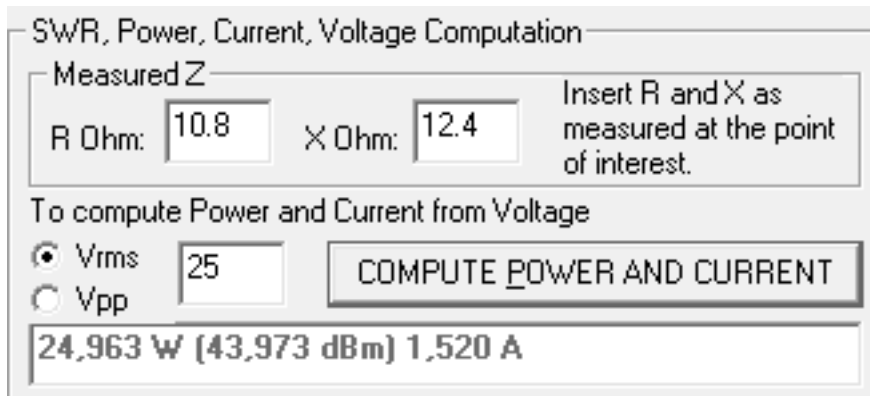 SWR, Power, Current, Voltage Computation
Measured Z
R Ohm: 10.8 X Ohm: 12.4
Insert R and X as
measured at the point
of interest.
To compute Power and Current from Voltage
Vrms
Vpp
25
COMPUTE POWER AND CURRENT
24,963 W (43,973 dBm) 1,520 A